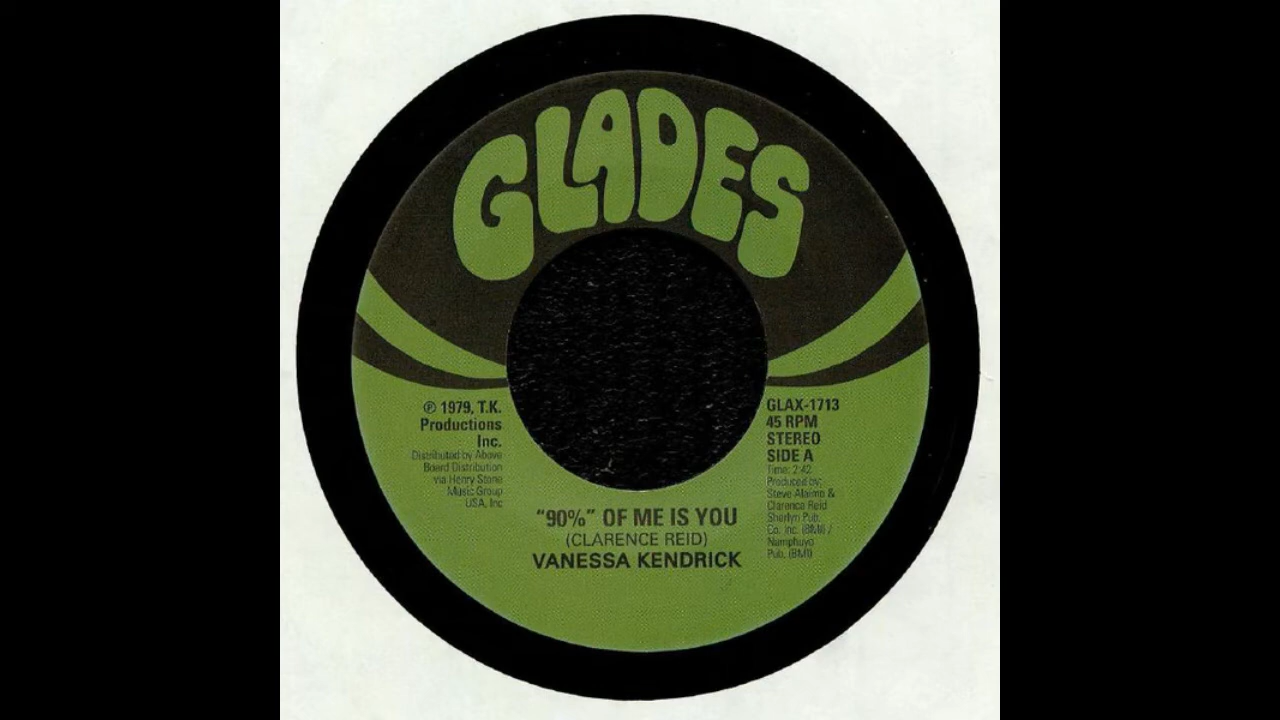 GLADES
℗ 1979, T.K.
Productions
Inc.
Distributed by Above
Board Distribution
via Henry Stone
Music Group
USA, Inc
GLAX-1713
45 RPM
STEREO
SIDE A
Time: 2:42
Produced by:
Steve Alaimo &
Clarence Reid
Sherlyn Pub.
Co. Inc. (BMI) /
Namphuyo
Pub. (BMI)
"90%" OF ME IS YOU
(CLARENCE REID)
VANESSA KENDRICK